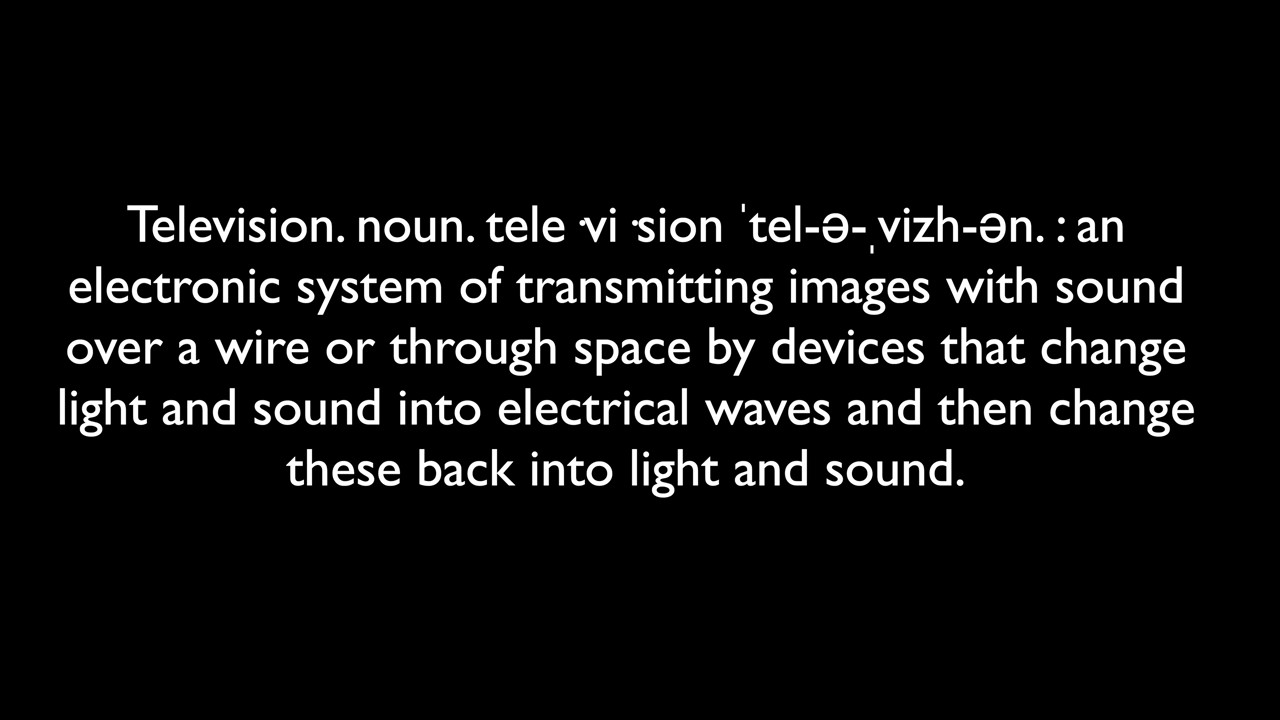 Television. noun. tele ·vi ·sion ˈtel-ə-ˌvizh-ən. : an
electronic system of transmitting images with sound
over a wire or through space by devices that change
light and sound into electrical waves and then change
these back into light and sound.